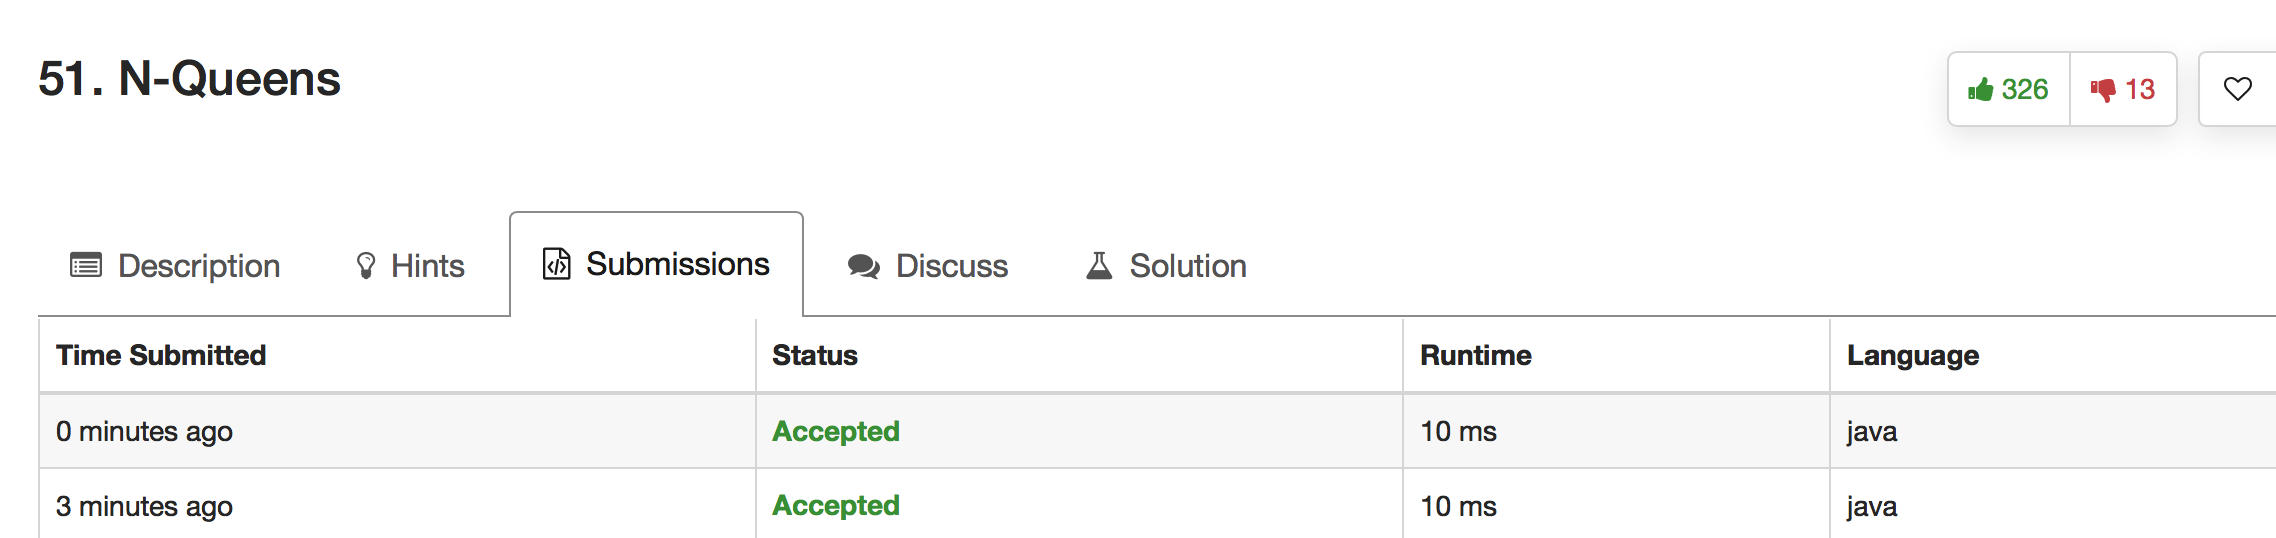 51. N-Queens
326 13
Description Hints Submissions Discuss Solution
Time Submitted Status Runtime Language
0 minutes ago Accepted 10 ms java
3 minutes ago Accepted 10 ms java